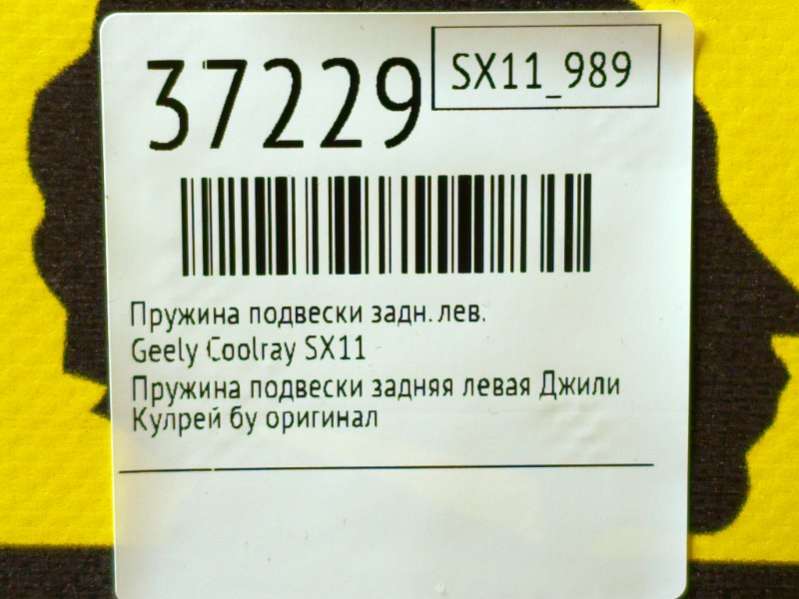 37229
SX11_989
Пружина подвески задн. лев.
Geely Coolray SX11
Пружина подвески задняя левая Джили
Кулрей бу оригинал